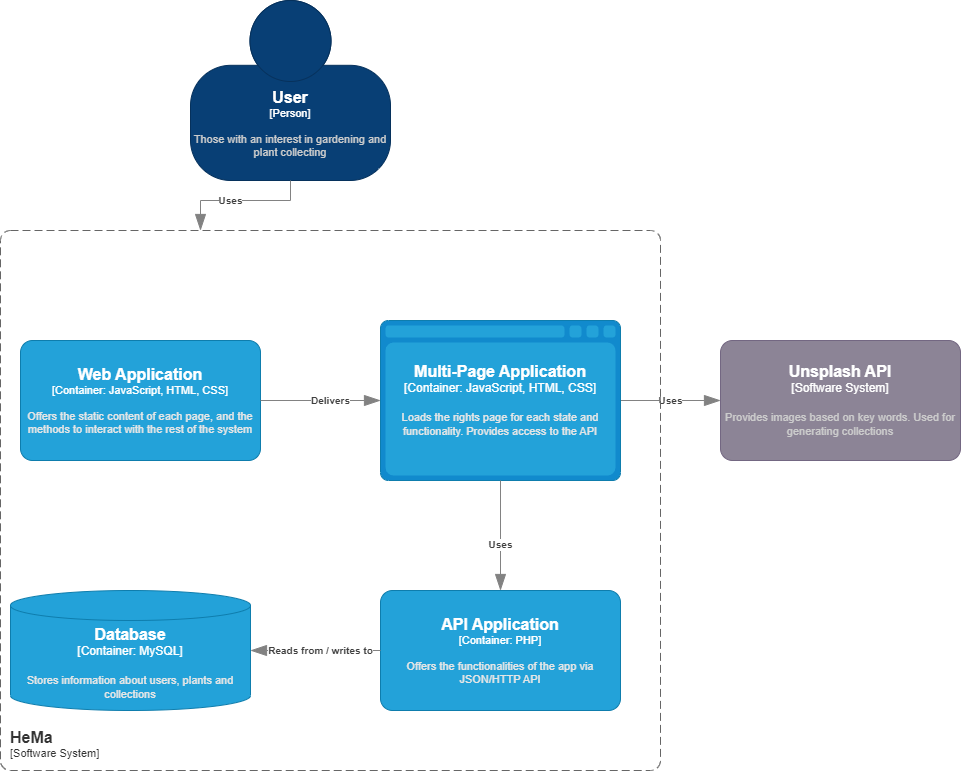 User
[Person]
Those with an interest in gardening and
plant collecting
Uses
Web Application
[Container: JavaScript, HTML, CSS]
Offers the static content of each page, and the
methods to interact with the rest of the system
Delivers
Multi-Page Application
[Container: JavaScript, HTML, CSS]
Loads the rights page for each state and
functionality. Provides access to the API
Uses
Unsplash API
[Software System]
Provides images based on key words. Used for
generating collections
Uses
Database
[Container: MySQL]
Stores information about users, plants and
collections
Reads from / writes to
API Application
[Container: PHP]
Offers the functionalities of the app via
JSON/HTTP API
HeMa
[Software System]